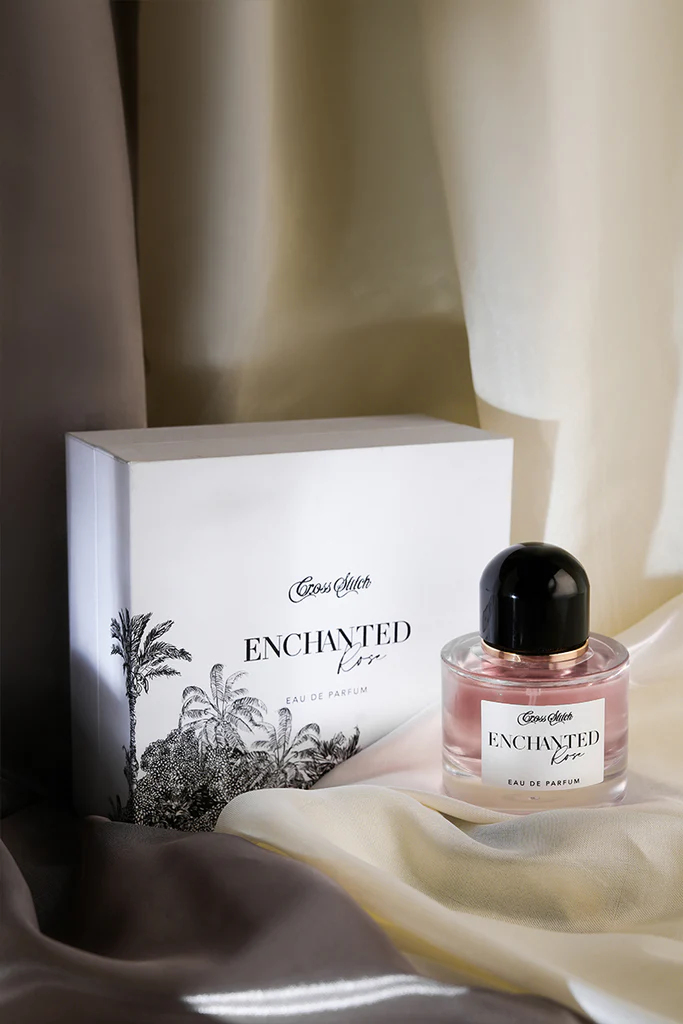 Cross Stitch
ENCHANTED
Rose
EAU DE PARFUM
Cross Stitch
ENCHANTED
Rose
EAU DE PARFUM